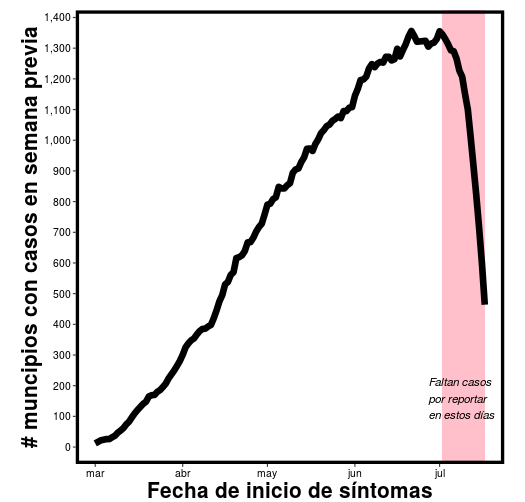 # muncipios con casos en semana previa
1,400
1,300
1,200
1,100
1,000
900
800
700
600
500
400
300
200
100
0
Faltan casos
por reportar
en estos días
mar abr may jun jul
Fecha de inicio de síntomas